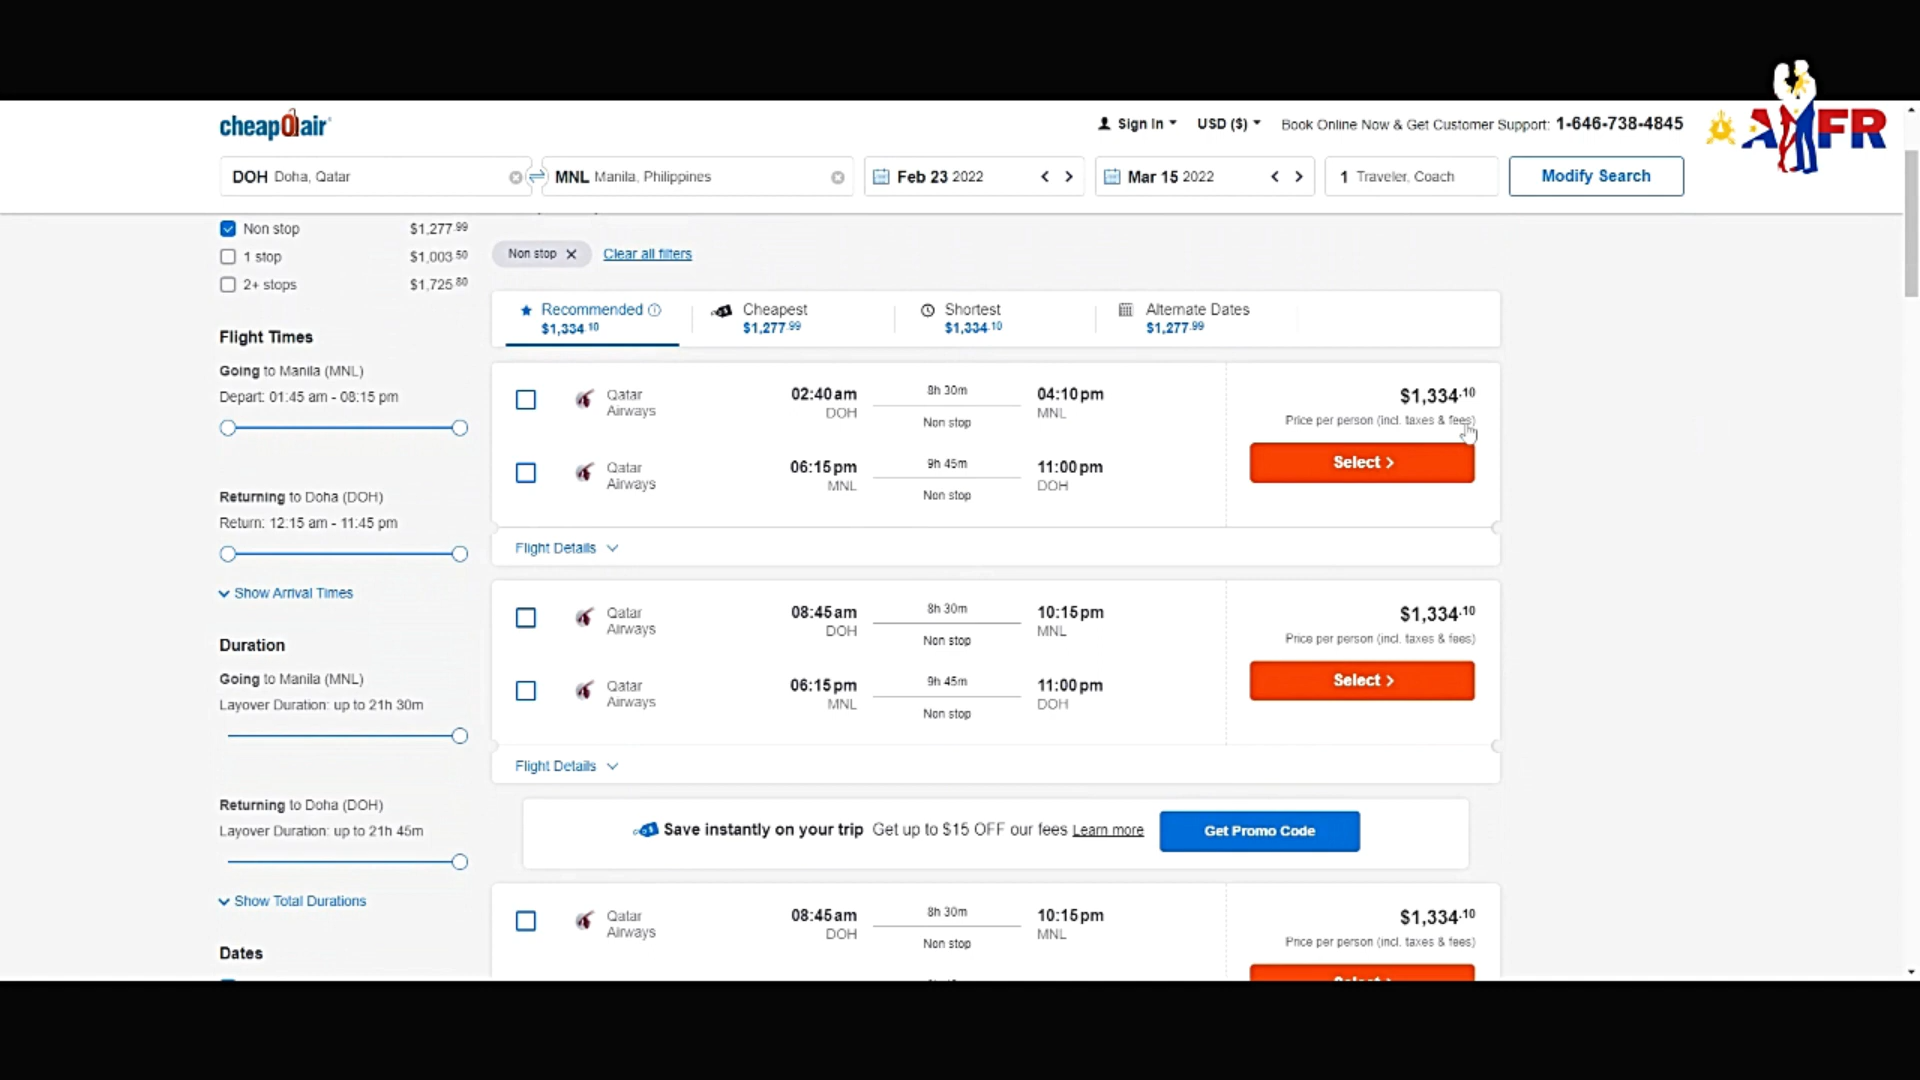 AMFR
cheapOair
Sign In USD ($) Book Online Now & Get Customer Support: 1-646-738-4845
DOH Doha, Qatar MNL Manila, Philippines Feb 23 2022 Mar 15 2022 1 Traveler, Coach Modify Search
Non stop $1,277.99
1 stop $1,003.50
2+ stops $1,725.80
Flight Times
Going to Manila (MNL)
Depart: 01:45 am - 08:15 pm
Returning to Doha (DOH)
Return: 12:15 am - 11:45 pm
Show Arrival Times
Duration
Going to Manila (MNL)
Layover Duration: up to 21h 30m
Returning to Doha (DOH)
Layover Duration: up to 21h 45m
Show Total Durations
Dates
Non stop Clear all filters
Recommended Cheapest Shortest Alternate Dates
$1,334.10 $1,277.99 $1,334.10 $1,277.99
Qatar Airways 02:40am DOH 8h 30m Non stop 04:10pm MNL
$1,334.10
Price per person (incl. taxes & fees)
Select
Qatar Airways 06:15pm MNL 9h 45m Non stop 11:00pm DOH
Flight Details
Qatar Airways 08:45am DOH 8h 30m Non stop 10:15pm MNL
$1,334.10
Price per person (incl. taxes & fees)
Select
Qatar Airways 06:15pm MNL 9h 45m Non stop 11:00pm DOH
Flight Details
Save instantly on your trip Get up to $15 OFF our fees Learn more Get Promo Code
Qatar Airways 08:45am DOH 8h 30m Non stop 10:15pm MNL
$1,334.10
Price per person (incl. taxes & fees)